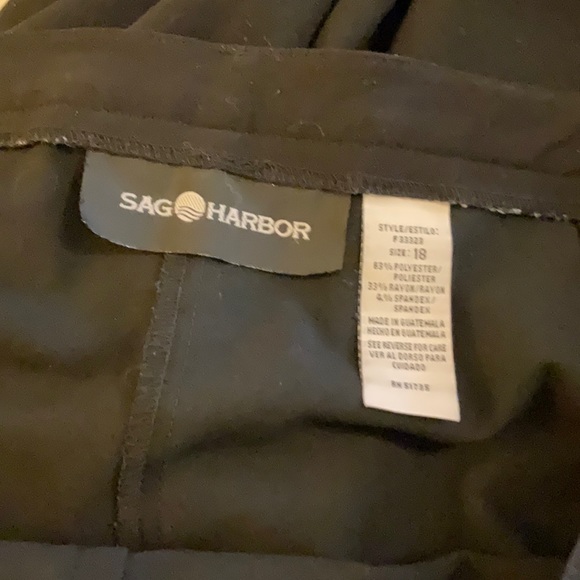 SAG HARBOR
STYLE/ESTILO:
P33323
SIZE: 18
63% POLYESTER/
POLIESTER
33% RAYON/RAYON
4% SPANDEX/
SPANDEX
MADE IN GUATEMALA
HECHO EN GUATEMALA
SEE REVERSE FOR CARE
VER AL DORSO PARA
CUIDADO